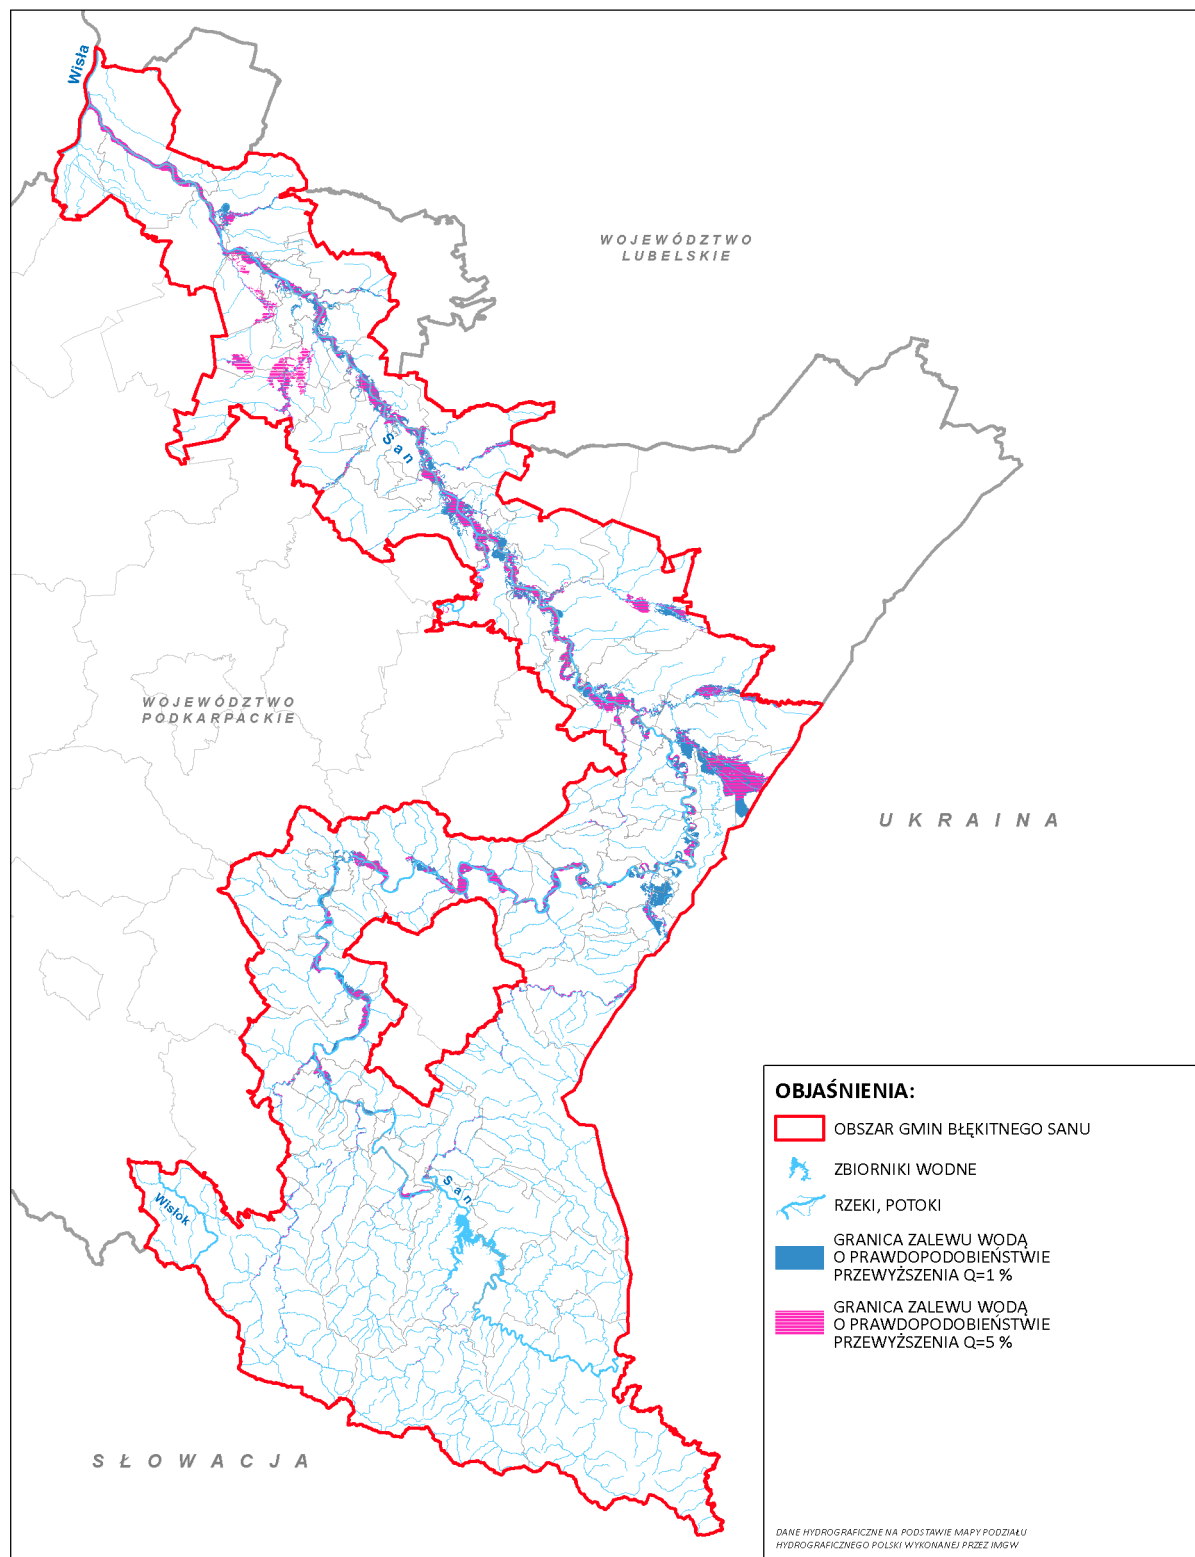 Wisła
WOJEWÓDZTWO
LUBELSKIE
San
WOJEWÓDZTWO
PODKARPACKIE
UKRAINA
San
Wisłok
SŁOWACJA
OBJAŚNIENIA:
OBSZAR GMIN BŁĘKITNEGO SANU
ZBIORNIKI WODNE
RZEKI, POTOKI
GRANICA ZALEWU WODĄ
O PRAWDOPODOBIEŃSTWIE
PRZEWYŻSZENIA Q=1 %
GRANICA ZALEWU WODĄ
O PRAWDOPODOBIEŃSTWIE
PRZEWYŻSZENIA Q=5 %
DANE HYDROGRAFICZNE NA PODSTAWIE MAPY PODZIAŁU
HYDROGRAFICZNEGO POLSKI WYKONANEJ PRZEZ IMGW